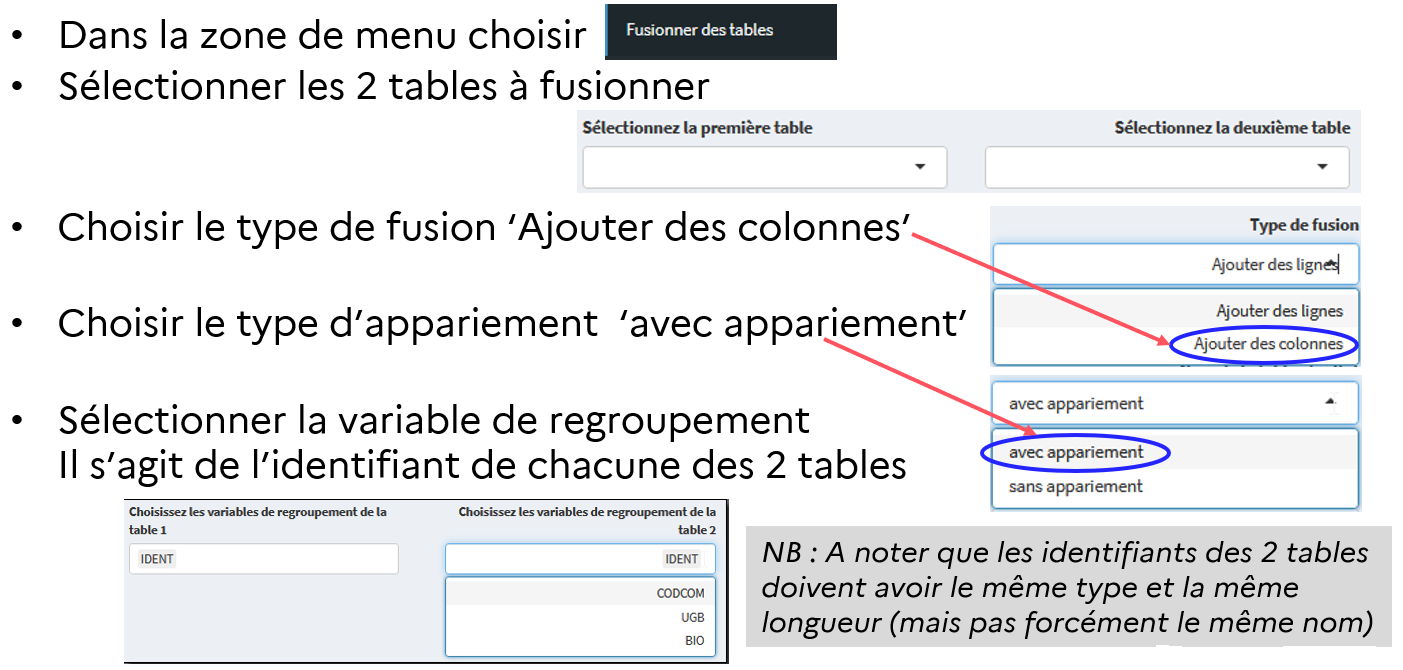 • Dans la zone de menu choisir
Fusionner des tables
• Sélectionner les 2 tables à fusionner
Sélectionnez la première table
Sélectionnez la deuxième table
• Choisir le type de fusion ‘Ajouter des colonnes’
Type de fusion
Ajouter des lignes
Ajouter des lignes
Ajouter des colonnes
• Choisir le type d’appariement ‘avec appariement’
avec appariement
avec appariement
sans appariement
• Sélectionner la variable de regroupement
Il s’agit de l’identifiant de chacune des 2 tables
Choisissez les variables de regroupement de la
table 1
IDENT
Choisissez les variables de regroupement de la
table 2
IDENT
CODCOM
UGB
BIO
NB : A noter que les identifiants des 2 tables
doivent avoir le même type et la même
longueur (mais pas forcément le même nom)